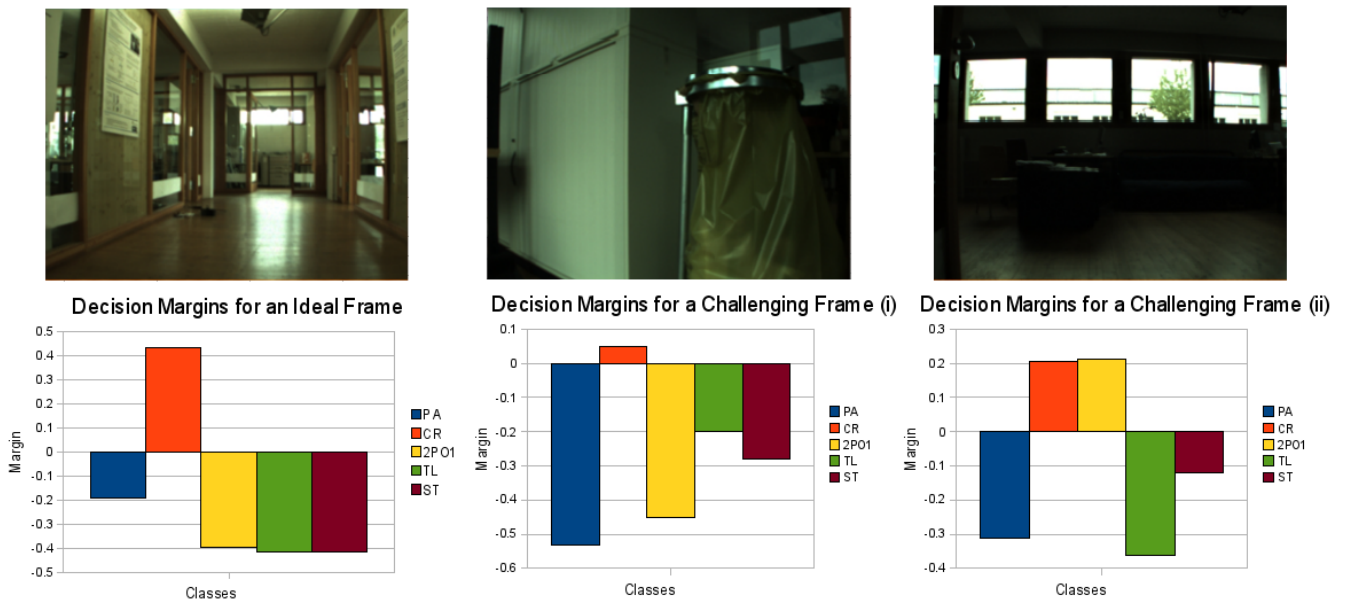 Decision Margins for an Ideal Frame
0.5
0.4
0.3
0.2
0.1
0
-0.1
-0.2
-0.3
-0.4
-0.5
Margin
Classes
PA
CR
2PO1
TL
ST
Decision Margins for a Challenging Frame (i)
0.1
0
-0.1
-0.2
-0.3
-0.4
-0.5
-0.6
Margin
Classes
PA
CR
2PO1
TL
ST
Decision Margins for a Challenging Frame (ii)
0.3
0.2
0.1
0
-0.1
-0.2
-0.3
-0.4
Margin
Classes
PA
CR
2PO1
TL
ST